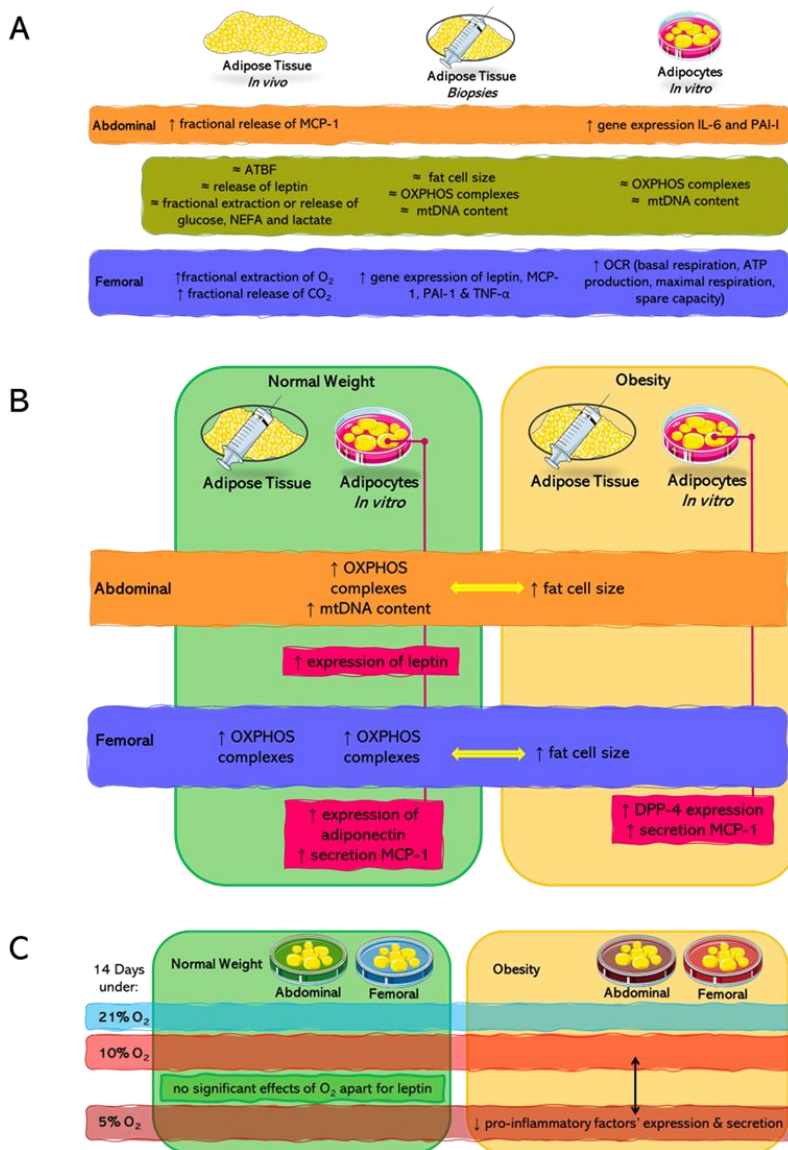 A
Adipose Tissue
In vivo
Adipose Tissue
Biopsies
Adipocytes
In vitro
Abdominal
↑ fractional release of MCP-1
↑ gene expression IL-6 and PAI-I
≈ ATBF
≈ release of leptin
≈ fractional extraction or release of
glucose, NEFA and lactate
≈ fat cell size
≈ OXPHOS complexes
≈ mtDNA content
≈ OXPHOS complexes
≈ mtDNA content
Femoral
↑fractional extraction of O₂
↑ fractional release of CO₂
↑ gene expression of leptin, MCP-
1, PAI-1 & TNF-α
↑ OCR (basal respiration, ATP
production, maximal respiration,
spare capacity)
B
Normal Weight
Obesity
Adipose Tissue
Adipocytes
In vitro
Adipose Tissue
Adipocytes
In vitro
Abdominal
↑ OXPHOS
complexes
↑ mtDNA content
↑ fat cell size
↑ expression of leptin
Femoral
↑ OXPHOS
complexes
↑ OXPHOS
complexes
↑ fat cell size
↑ expression of
adiponectin
↑ secretion MCP-1
↑ DPP-4 expression
↑ secretion MCP-1
C
14 Days
under:
Normal Weight
Abdominal
Femoral
Obesity
Abdominal
Femoral
21% O₂
10% O₂
no significant effects of O₂ apart for leptin
5% O₂
↓ pro-inflammatory factors' expression & secretion